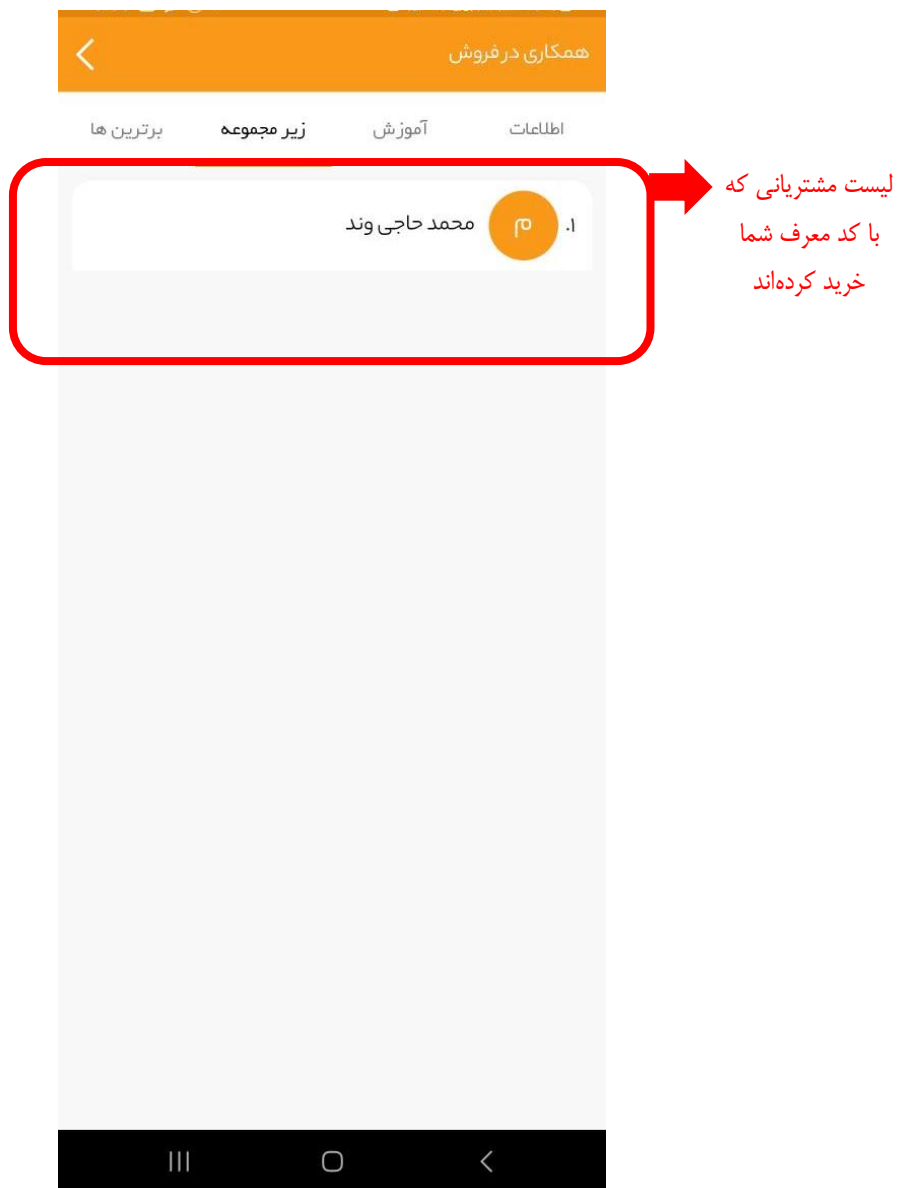 همکاری در فروش
اطلاعات
آموزش
زیر مجموعه
برترین ها
۱.
م
محمد حاجی وند
لیست مشتریانی که
با کد معرف شما
خرید کرده‌اند